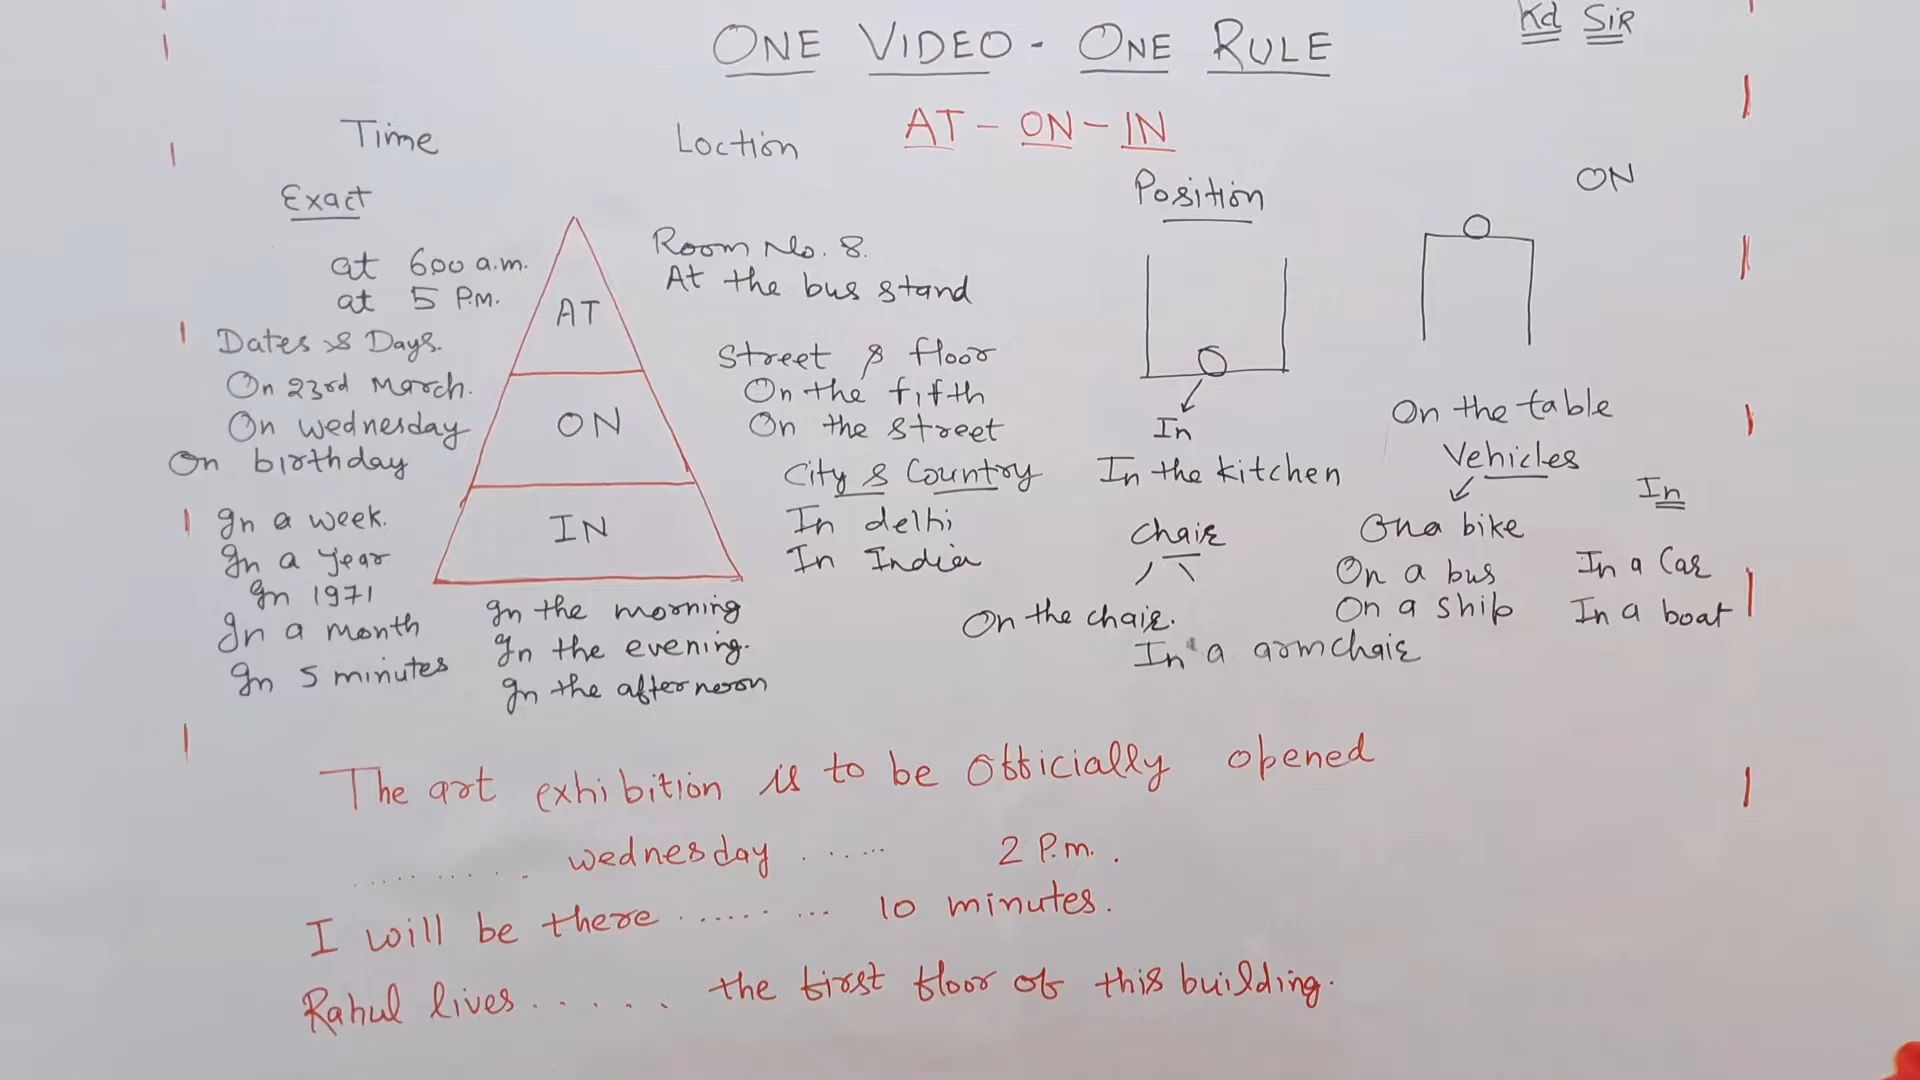 Kd SiR
ONE VIDEO - ONE RULE
AT - ON - IN
Time
Loction
Exact
at 600 a.m.
at 5 P.M.
Dates & Days.
On 23rd March.
On wednesday
On birthday
In a week.
In a year
In 1971
In a month
In 5 minutes
AT
ON
IN
In the morning
In the evening.
In the afternoon
Room No. 8.
At the bus stand
Street & floor
On the fifth
On the street
City & Country
In delhi
In India
Position
In
In the kitchen
chair
On the chair.
In a armchair
ON
On the table
Vehicles
On a bike
On a bus
On a ship
In
In a Car
In a boat
The art exhibition is to be Officially opened
.......... wednesday ...... 2 P.m. .
I will be there ......... 10 minutes.
Rahul lives ..... the first floor of this building.